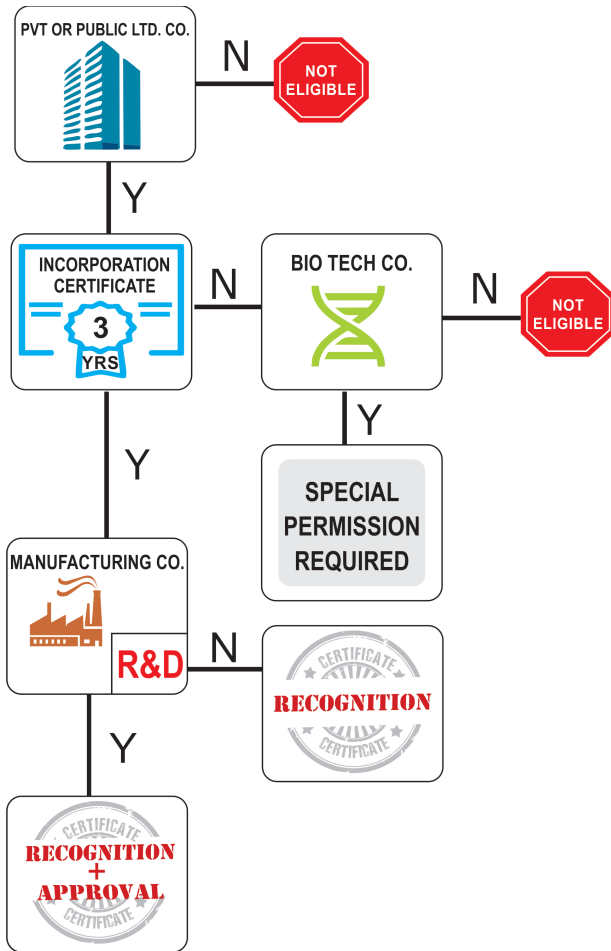 PVT OR PUBLIC LTD. CO.
N
NOT
ELIGIBLE
Y
INCORPORATION
CERTIFICATE
3
YRS
N
BIO TECH CO.
N
NOT
ELIGIBLE
Y
Y
SPECIAL
PERMISSION
REQUIRED
MANUFACTURING CO.
R&D
N
CERTIFICATE
RECOGNITION
CERTIFICATE
Y
CERTIFICATE
RECOGNITION
+
APPROVAL
CERTIFICATE